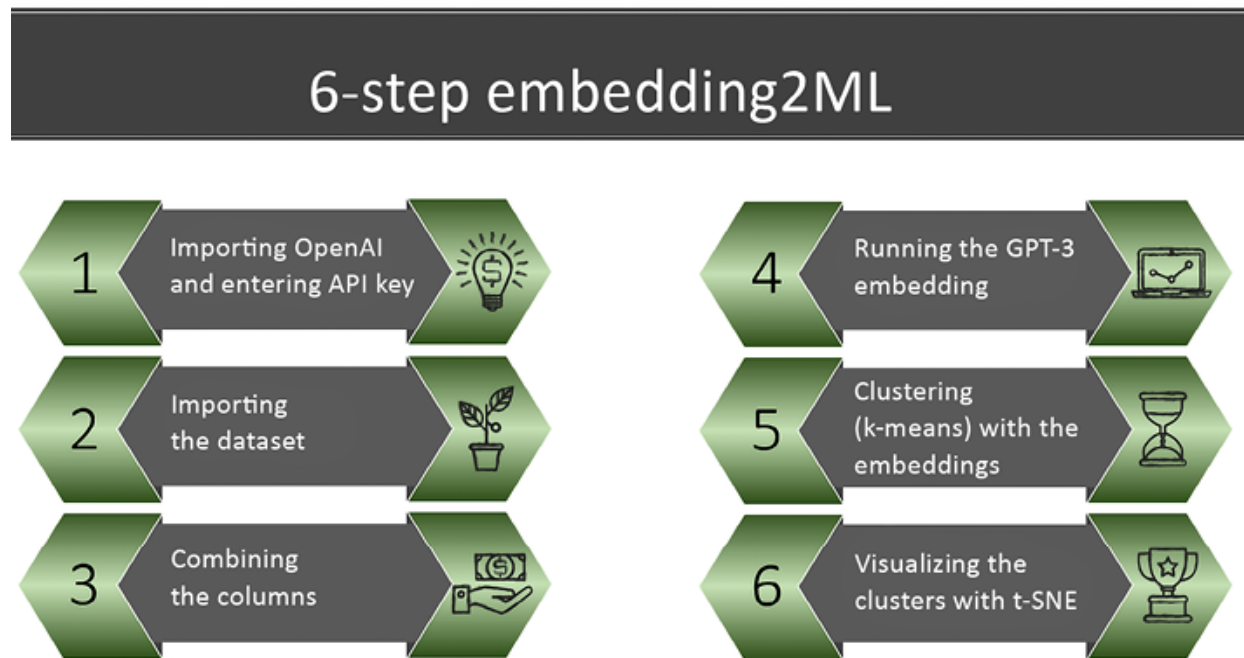 6-step embedding2ML
1
Importing OpenAI
and entering API key
2
Importing
the dataset
3
Combining
the columns
4
Running the GPT-3
embedding
5
Clustering
(k-means) with the
embeddings
6
Visualizing the
clusters with t-SNE